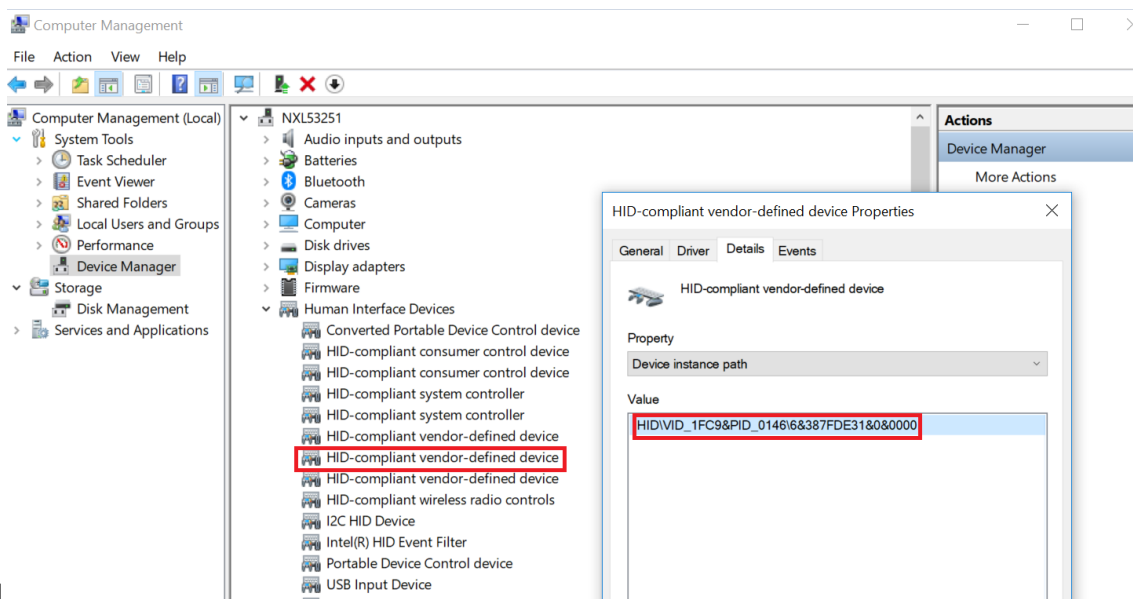 Computer Management
File Action View Help
Computer Management (Local)
System Tools
Task Scheduler
Event Viewer
Shared Folders
Local Users and Groups
Performance
Device Manager
Storage
Disk Management
Services and Applications
NXL53251
Audio inputs and outputs
Batteries
Bluetooth
Cameras
Computer
Disk drives
Display adapters
Firmware
Human Interface Devices
Converted Portable Device Control device
HID-compliant consumer control device
HID-compliant consumer control device
HID-compliant system controller
HID-compliant system controller
HID-compliant vendor-defined device
HID-compliant vendor-defined device
HID-compliant vendor-defined device
HID-compliant wireless radio controls
I2C HID Device
Intel(R) HID Event Filter
Portable Device Control device
USB Input Device
Actions
Device Manager
More Actions
HID-compliant vendor-defined device Properties
General Driver Details Events
HID-compliant vendor-defined device
Property
Device instance path
Value
HID\VID_1FC9&PID_0146\6&387FDE31&0&0000